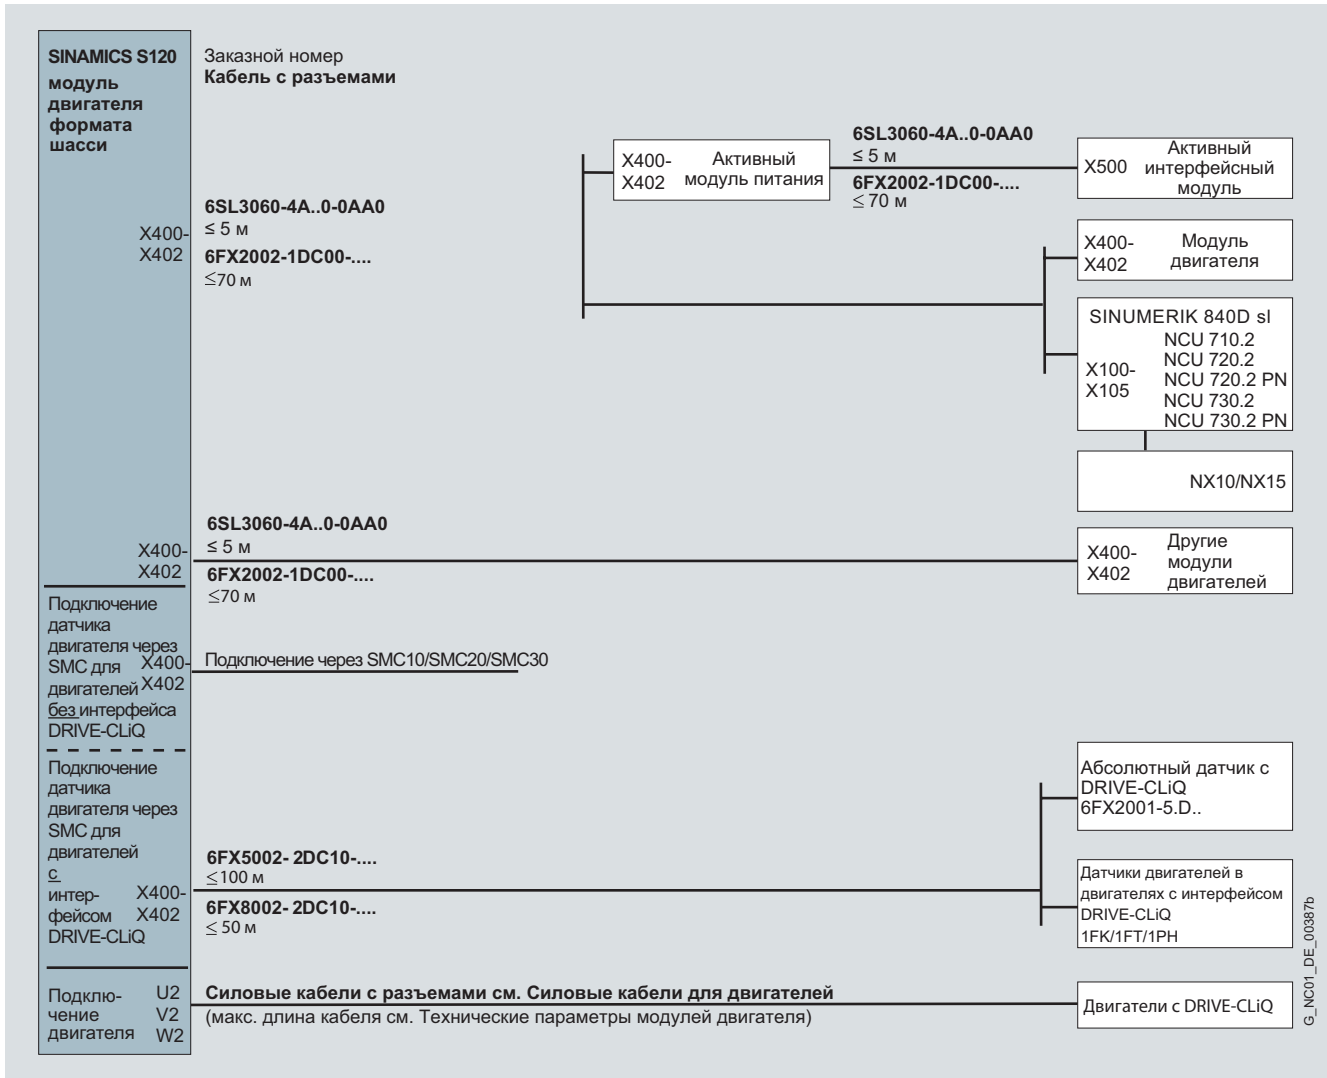 SINAMICS S120
модуль
двигателя
формата
шасси
Заказной номер
Кабель с разъемами
X400-
X402
6SL3060-4A..0-0AA0
≤ 5 м
6FX2002-1DC00-....
≤70 м
X400-
X402
Активный
модуль питания
6SL3060-4A..0-0AA0
≤ 5 м
6FX2002-1DC00-....
≤ 70 м
X500
Активный
интерфейсный
модуль
X400-
X402
Модуль
двигателя
SINUMERIK 840D sl
X100-
X105
NCU 710.2
NCU 720.2
NCU 720.2 PN
NCU 730.2
NCU 730.2 PN
NX10/NX15
X400-
X402
6SL3060-4A..0-0AA0
≤ 5 м
6FX2002-1DC00-....
≤70 м
X400-
X402
Другие
модули
двигателей
Подключение
датчика
двигателя через
SMC для
двигателей
без интерфейса
DRIVE-CLiQ
X400-
X402
Подключение через SMC10/SMC20/SMC30
Подключение
датчика
двигателя через
SMC для
двигателей
с
интер-
фейсом
DRIVE-CLiQ
X400-
X402
6FX5002- 2DC10-....
≤100 м
6FX8002- 2DC10-....
≤ 50 м
Абсолютный датчик с
DRIVE-CLiQ
6FX2001-5.D..
Датчики двигателей в
двигателях с интерфейсом
DRIVE-CLiQ
1FK/1FT/1PH
Подклю-
чение
двигателя
U2
V2
W2
Силовые кабели с разъемами см. Силовые кабели для двигателей
(макс. длина кабеля см. Технические параметры модулей двигателя)
Двигатели с DRIVE-CLiQ
G_NC01_DE_00387b